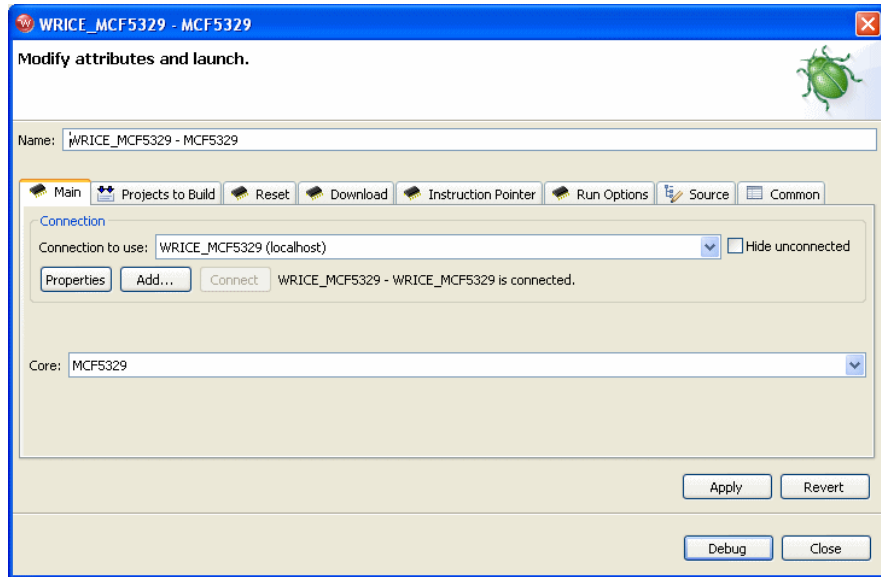 WRICE_MCF5329 - MCF5329
Modify attributes and launch.
Name: WRICE_MCF5329 - MCF5329
Main Projects to Build Reset Download Instruction Pointer Run Options Source Common
Connection
Connection to use: WRICE_MCF5329 (localhost) Hide unconnected
Properties Add... Connect WRICE_MCF5329 - WRICE_MCF5329 is connected.
Core: MCF5329
Apply Revert
Debug Close